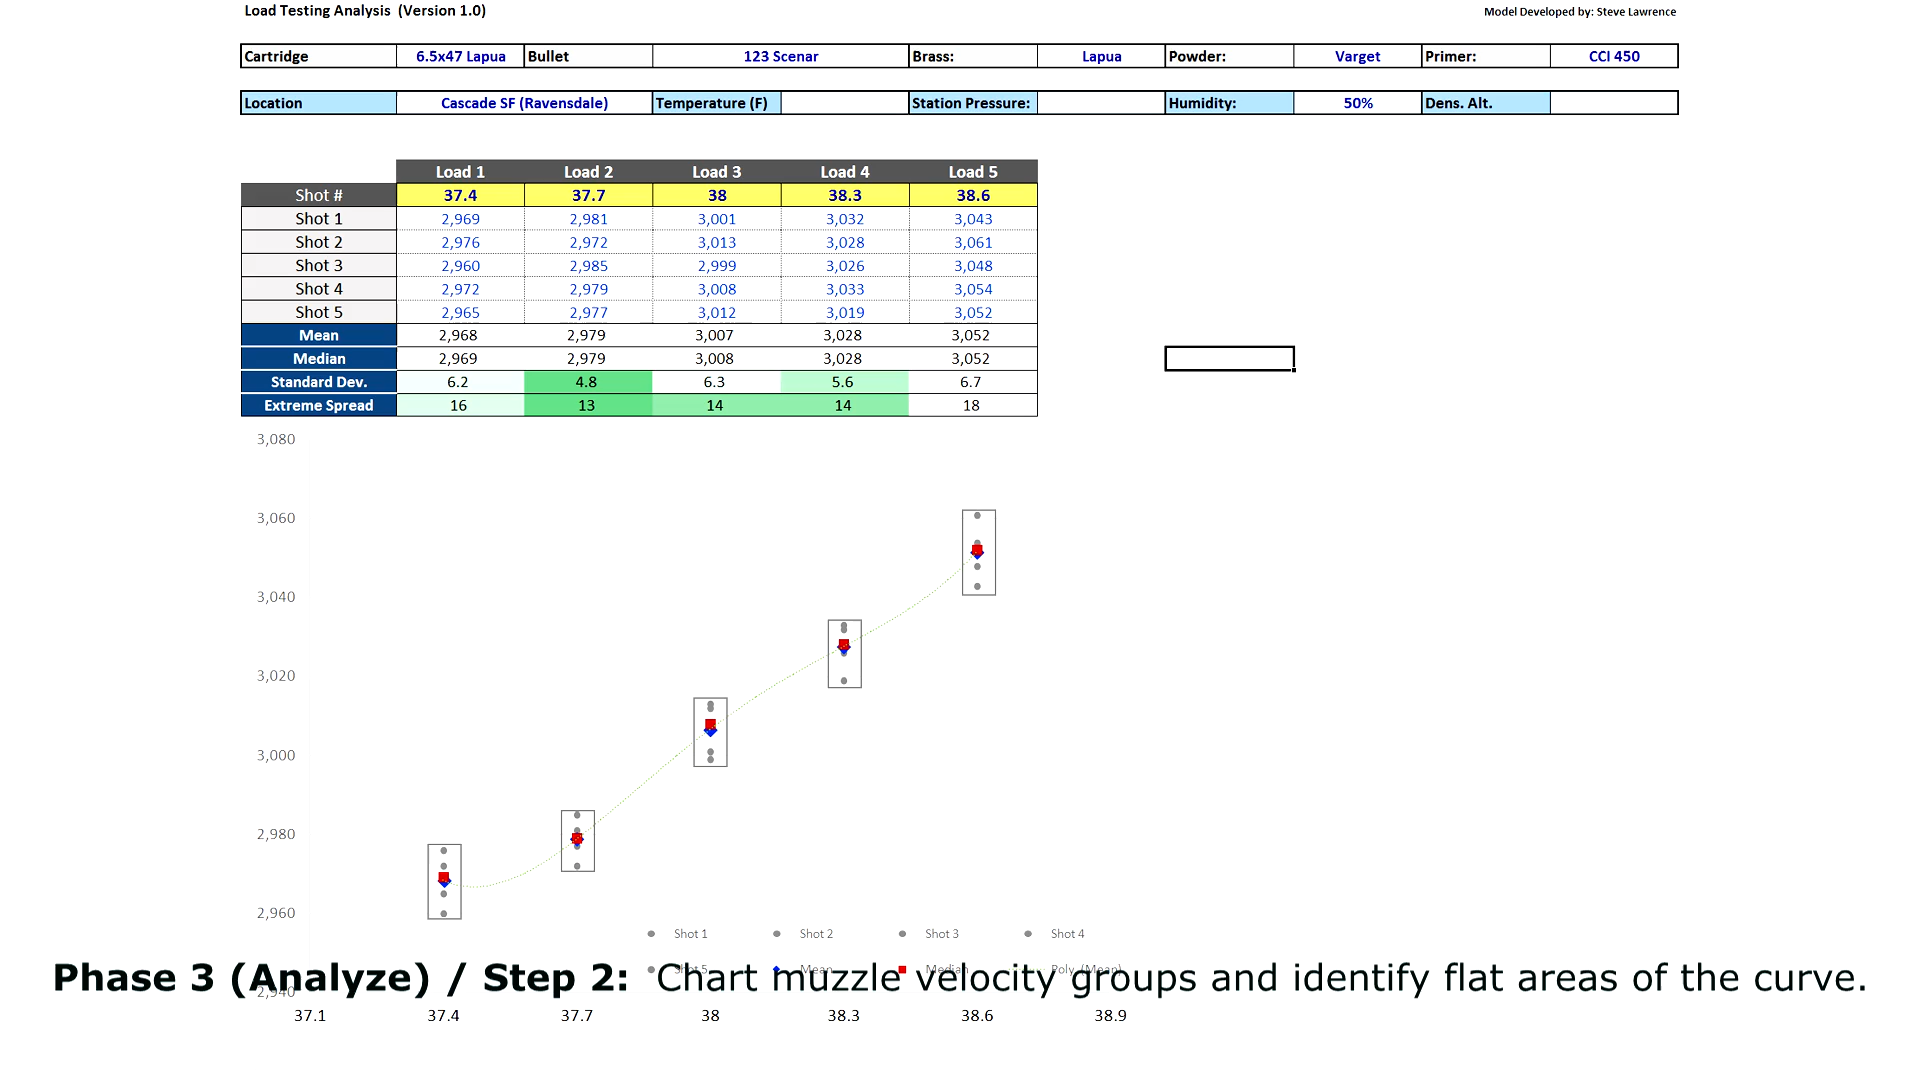 Load Testing Analysis (Version 1.0) Model Developed by: Steve Lawrence
Cartridge 6.5x47 Lapua Bullet 123 Scenar Brass: Lapua Powder: Varget Primer: CCI 450
Location Cascade SF (Ravensdale) Temperature (F) Station Pressure: Humidity: 50% Dens. Alt.
Load 1 Load 2 Load 3 Load 4 Load 5
Shot # 37.4 37.7 38 38.3 38.6
Shot 1 2,969 2,981 3,001 3,032 3,043
Shot 2 2,976 2,972 3,013 3,028 3,061
Shot 3 2,960 2,985 2,999 3,026 3,048
Shot 4 2,972 2,979 3,008 3,033 3,054
Shot 5 2,965 2,977 3,012 3,019 3,052
Mean 2,968 2,979 3,007 3,028 3,052
Median 2,969 2,979 3,008 3,028 3,052
Standard Dev. 6.2 4.8 6.3 5.6 6.7
Extreme Spread 16 13 14 14 18
3,080
3,060
3,040
3,020
3,000
2,980
2,960
Shot 1 Shot 2 Shot 3 Shot 4
Shot 5 Mean Median Poly. (Mean)
Phase 3 (Analyze) / Step 2: Chart muzzle velocity groups and identify flat areas of the curve.
2,940
37.1 37.4 37.7 38 38.3 38.6 38.9